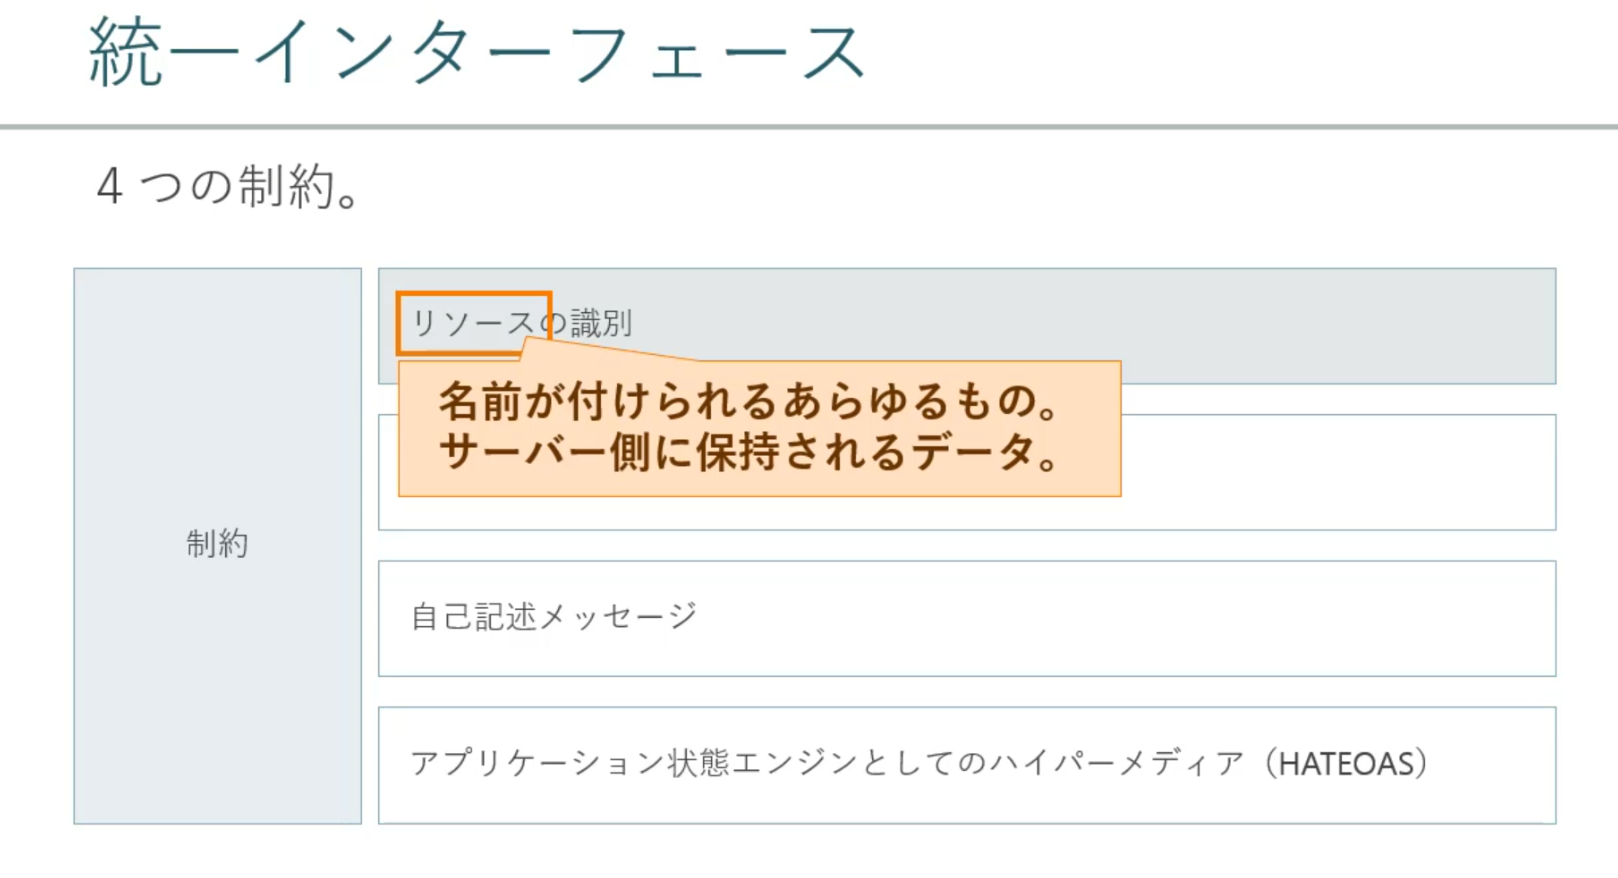 統一インターフェース
4 つの制約。
制約
リソースの識別
名前が付けられるあらゆるもの。
サーバー側に保持されるデータ。
自己記述メッセージ
アプリケーション状態エンジンとしてのハイパーメディア（HATEOAS）